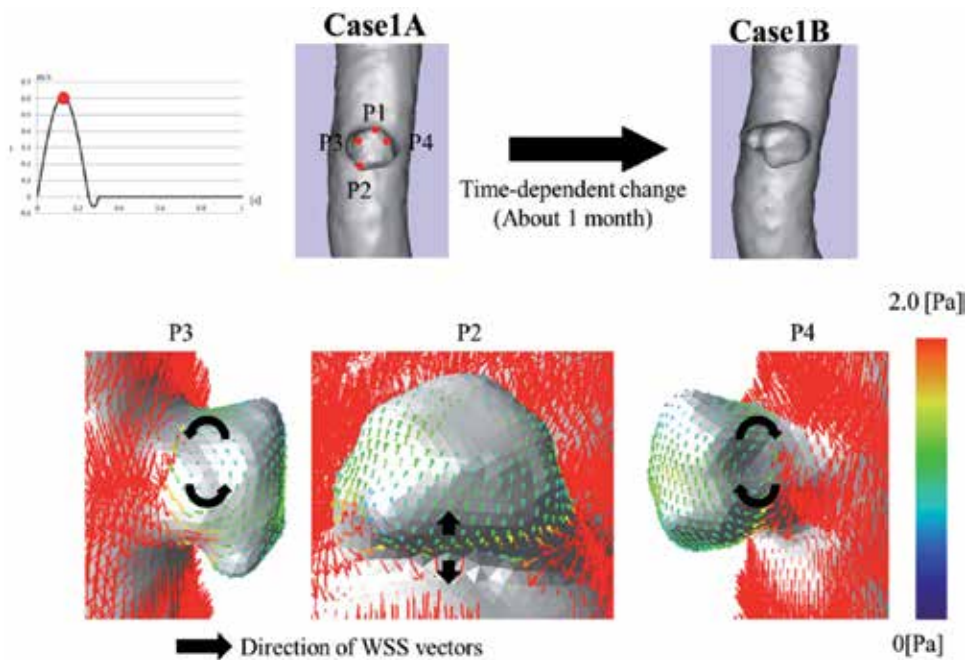 Case1A
Case1B
P1
P3
P4
P2
0
[s]
Time-dependent change
(About 1 month)
2.0 [Pa]
P3
P2
P4
0[Pa]
Direction of WSS vectors